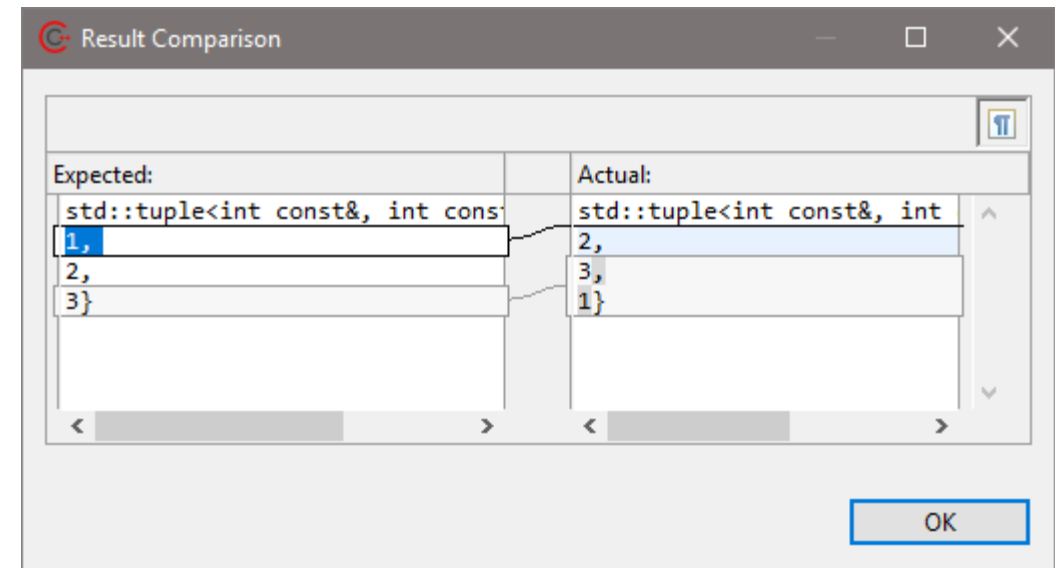 Result Comparison
Expected:
std::tuple<int const&, int cons
1,
2,
3}
Actual:
std::tuple<int const&, int
2,
3,
1}
OK